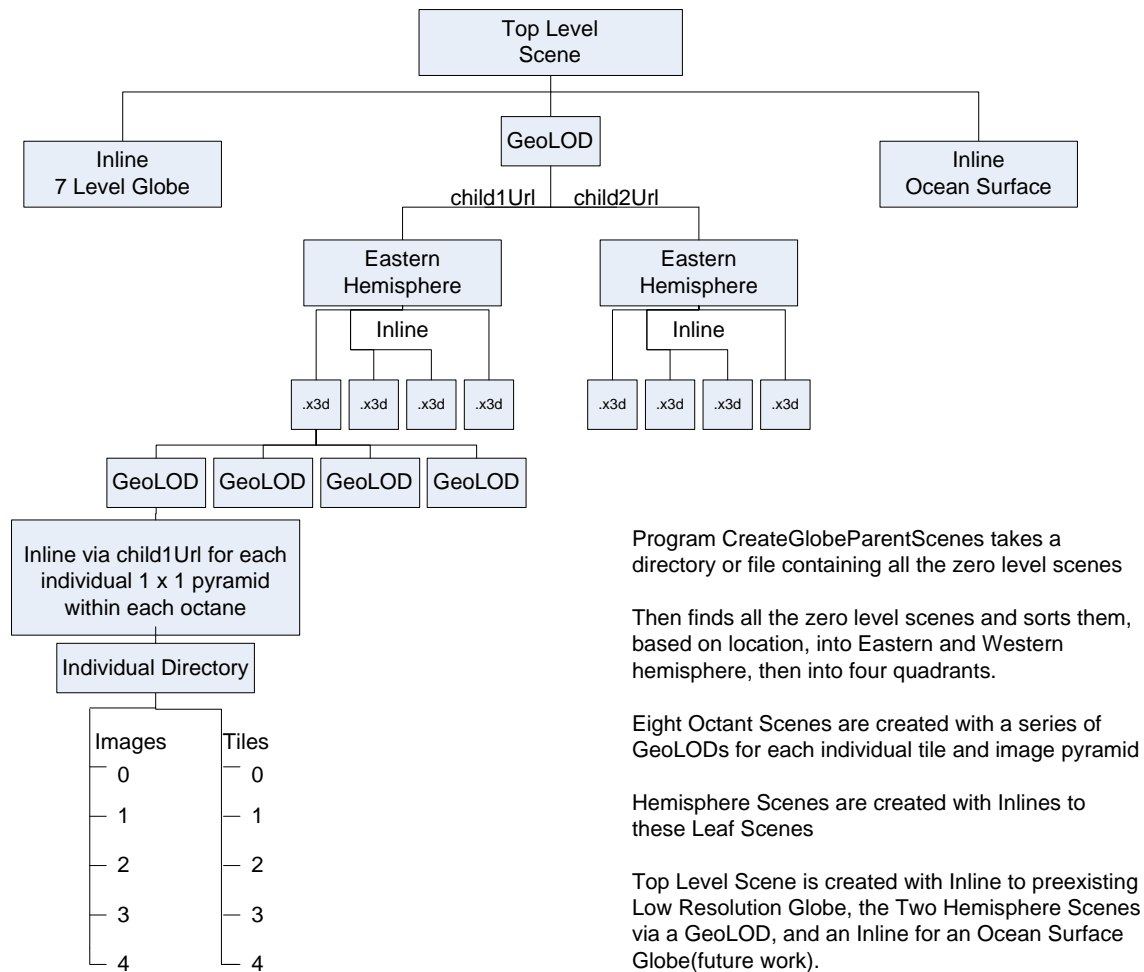 Top Level
Scene
Inline
7 Level Globe
GeoLOD
Inline
Ocean Surface
child1Url
child2Url
Eastern
Hemisphere
Eastern
Hemisphere
Inline
Inline
.x3d
.x3d
.x3d
.x3d
.x3d
.x3d
.x3d
.x3d
GeoLOD
GeoLOD
GeoLOD
GeoLOD
Inline via child1Url for each
individual 1 x 1 pyramid
within each octane
Individual Directory
Images
Tiles
0
0
1
1
2
2
3
3
4
4
Program CreateGlobeParentScenes takes a
directory or file containing all the zero level scenes
Then finds all the zero level scenes and sorts them,
based on location, into Eastern and Western
hemisphere, then into four quadrants.
Eight Octant Scenes are created with a series of
GeoLODs for each individual tile and image pyramid
Hemisphere Scenes are created with Inlines to
these Leaf Scenes
Top Level Scene is created with Inline to preexisting
Low Resolution Globe, the Two Hemisphere Scenes
via a GeoLOD, and an Inline for an Ocean Surface
Globe(future work).